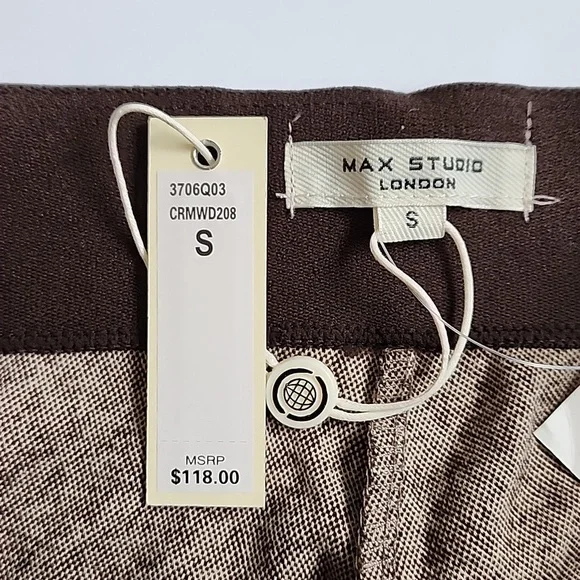 3706Q03
CRMWD208
S
MSRP
$118.00
MAX STUDIO
LONDON
S